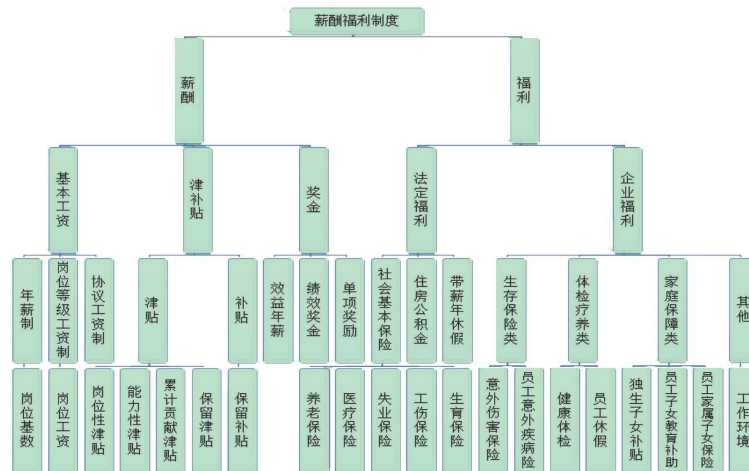 薪酬福利制度
薪酬
福利
基本工资
津补贴
奖金
法定福利
企业福利
年薪制
岗位等级工资制
协议工资制
津贴
补贴
效益年薪
绩效奖金
单项奖励
社会基本保险
住房公积金
带薪年休假
生存保险类
体检疗养类
家庭保障类
其他
岗位基数
岗位工资
岗位性津贴
能力性津贴
累计贡献津贴
保留津贴
保留补贴
养老保险
医疗保险
失业保险
工伤保险
生育保险
意外伤害保险
员工意外疾病险
健康体检
员工休假
独生子女补贴
员工子女教育补助
员工家属子女保险
工作环境